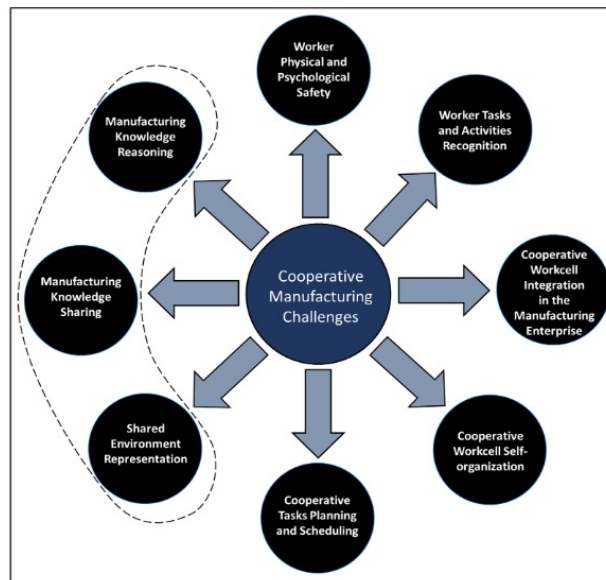 Worker
Physical and
Psychological
Safety
Manufacturing
Knowledge
Reasoning
Worker Tasks
and Activities
Recognition
Manufacturing
Knowledge
Sharing
Cooperative
Manufacturing
Challenges
Cooperative
Workcell
Integration
in the
Manufacturing
Enterprise
Shared
Environment
Representation
Cooperative
Workcell Self-
organization
Cooperative
Tasks Planning
and Scheduling